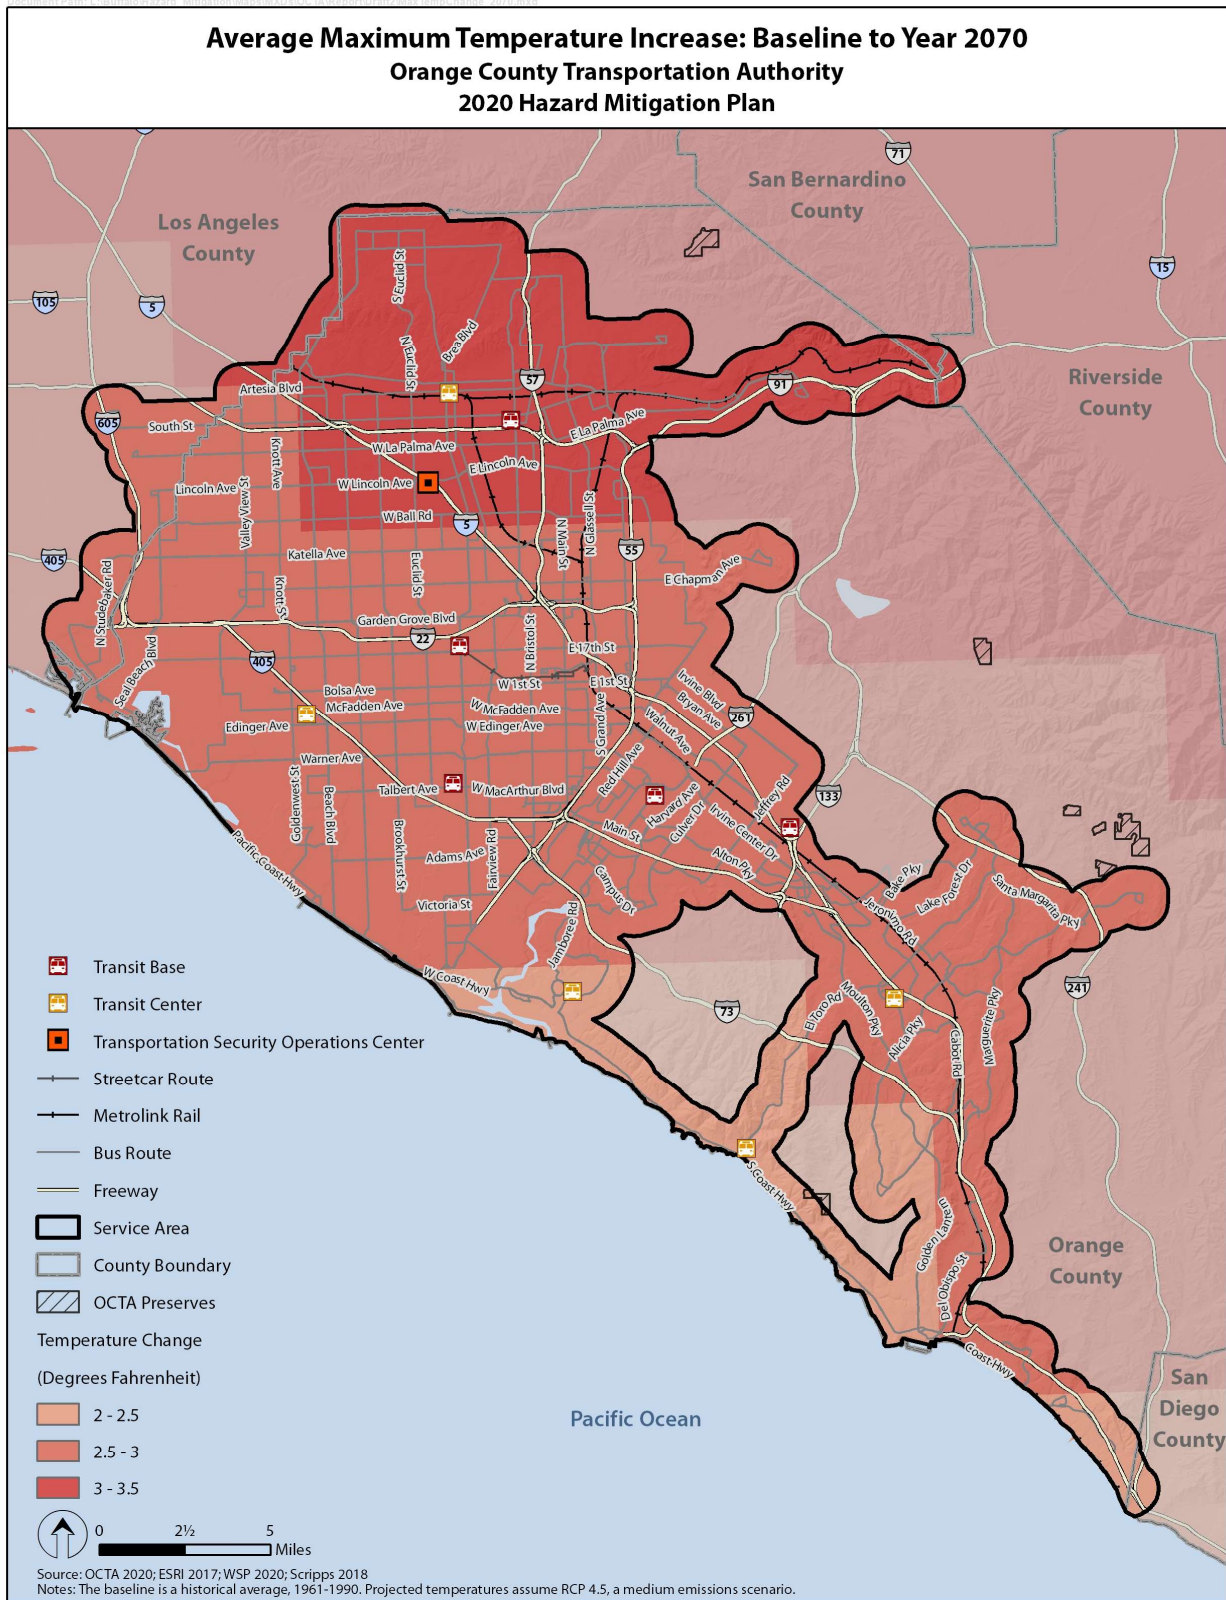 Document Path: C:\Buffalo\Hazard_Mitigation\Maps\MXDs\OCTA\Report\Draft2\MaxTempChange_2070.mxd
Average Maximum Temperature Increase: Baseline to Year 2070
Orange County Transportation Authority
2020 Hazard Mitigation Plan
71
San Bernardino
County
Los Angeles
County
15
105
5
S Euclid St
N Euclid St
Brea Blvd
57
91
Riverside
County
Artesia Blvd
605
South St
E La Palma Ave
W La Palma Ave
Knott Ave
E Lincoln Ave
W Lincoln Ave
Lincoln Ave
Valley View St
W Ball Rd
5
N Main St
N Glassell St
55
405
Katella Ave
Euclid St
E Chapman Ave
N Studebaker Rd
Knott St
Garden Grove Blvd
22
N Bristol St
E 17th St
405
Seal Beach Blvd
W 1st St
E 1st St
Irvine Blvd
Bryan Ave
Bolsa Ave
McFadden Ave
W McFadden Ave
261
Edinger Ave
W Edinger Ave
S Grand Ave
Walnut Ave
Warner Ave
Red Hill Ave
Goldenwest St
Beach Blvd
Talbert Ave
W MacArthur Blvd
Harvard Ave
Culver Dr
Jeffrey Rd
133
Irvine Center Dr
Main St
Pacific Coast Hwy
Brookhurst St
Adams Ave
Fairview Rd
Alton Pky
Campus Dr
Bake Pky
Lake Forest Dr
Santa Margarita Pky
Victoria St
Jamboree Rd
Jeronimo Rd
W Coast Hwy
241
73
El Toro Rd
Moulton Pky
Alicia Pky
Cabot Rd
Marguerite Pky
S Coast Hwy
Golden Lantern
Del Obispo St
Orange
County
Coast Hwy
San
Diego
County
Pacific Ocean
Transit Base
Transit Center
Transportation Security Operations Center
Streetcar Route
Metrolink Rail
Bus Route
Freeway
Service Area
County Boundary
OCTA Preserves
Temperature Change
(Degrees Fahrenheit)
2 - 2.5
2.5 - 3
3 - 3.5
0 2½ 5
Miles
Source: OCTA 2020; ESRI 2017; WSP 2020; Scripps 2018
Notes: The baseline is a historical average, 1961-1990. Projected temperatures assume RCP 4.5, a medium emissions scenario.